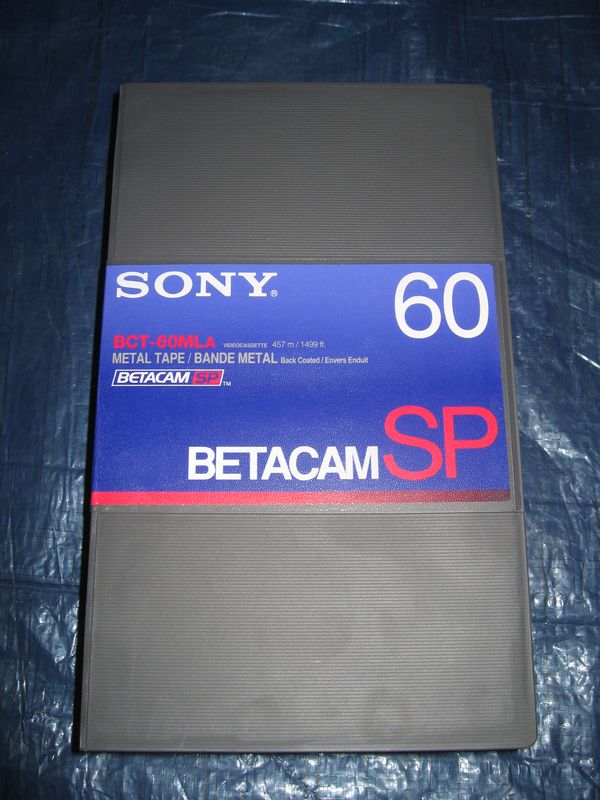 SONY®
60
BCT-60MLA VIDEOCASSETTE 457 m / 1499 ft.
METAL TAPE / BANDE METAL Back Coated / Envers Enduit
BETACAM SP™
BETACAM SP